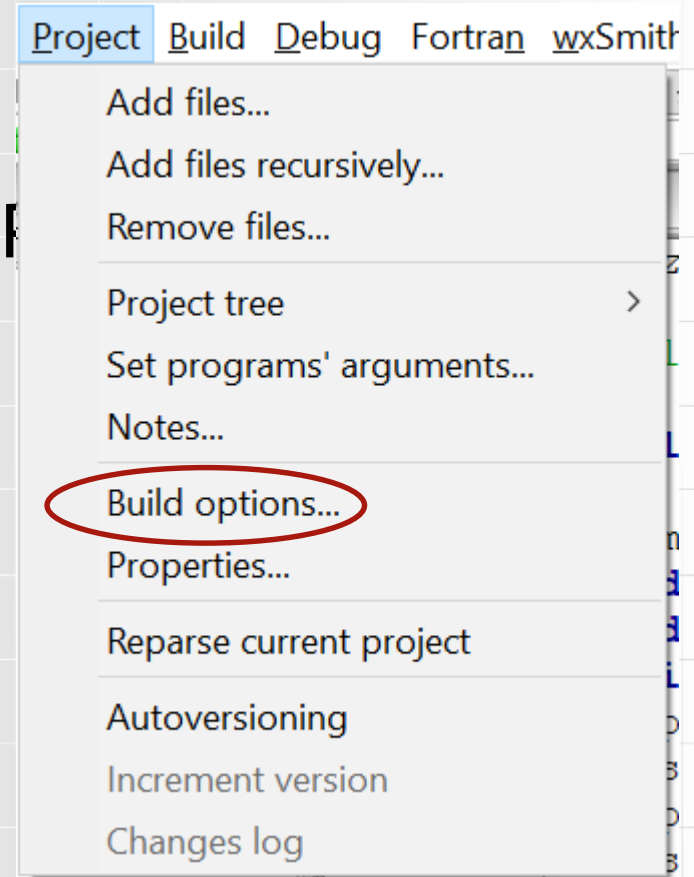 Project Build Debug Fortran wxSmith
Add files...
Add files recursively...
Remove files...
Project tree
Set programs' arguments...
Notes...
Build options...
Properties...
Reparse current project
Autoversioning
Increment version
Changes log